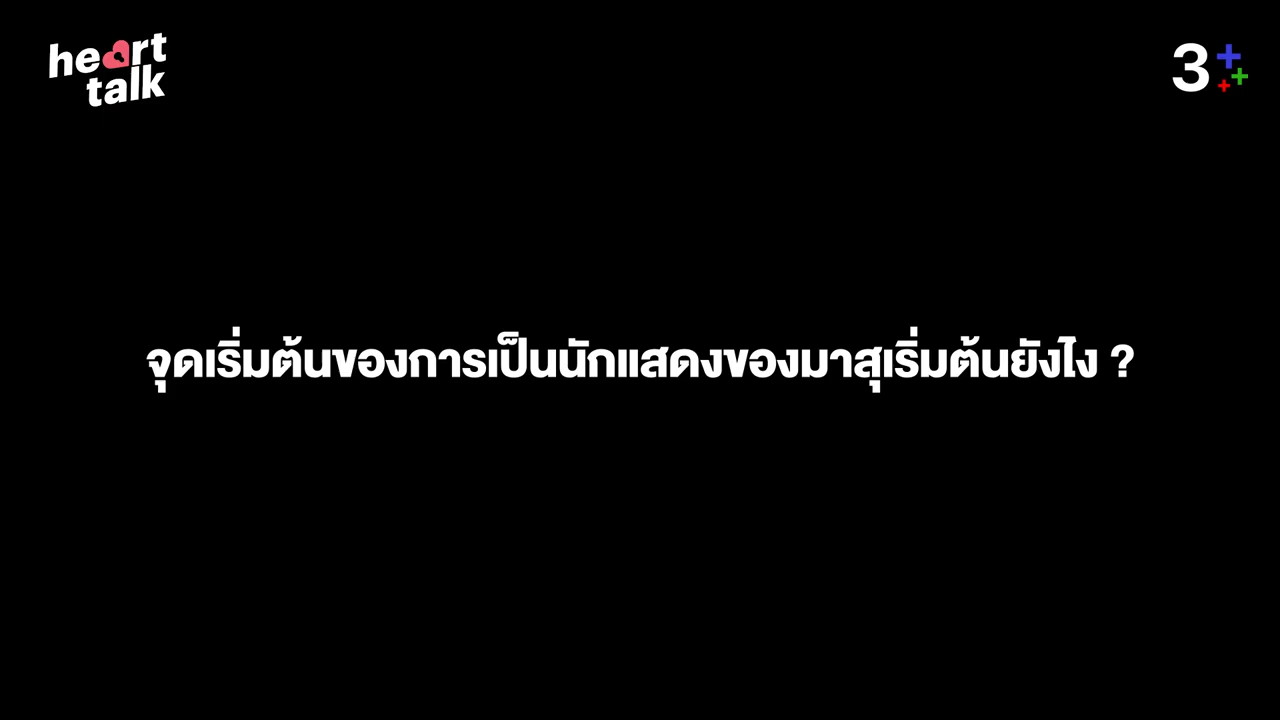 heart
talk
3+
จุดเริ่มต้นของการเป็นนักแสดงของมาสุเริ่มต้นยังไง ?